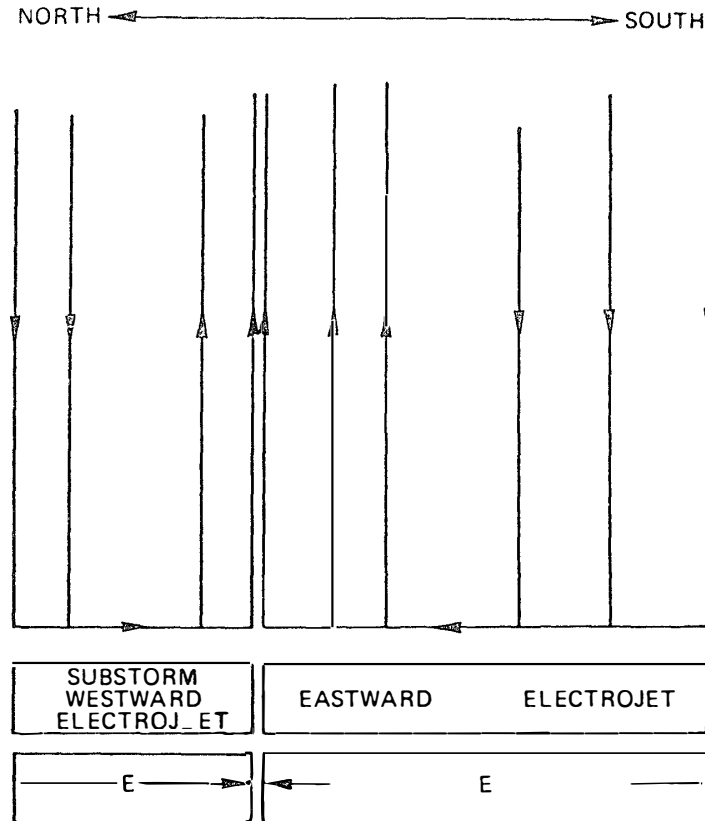 NORTH SOUTH
SUBSTORM
WESTWARD
ELECTROJ_ET
EASTWARD ELECTROJET
E E